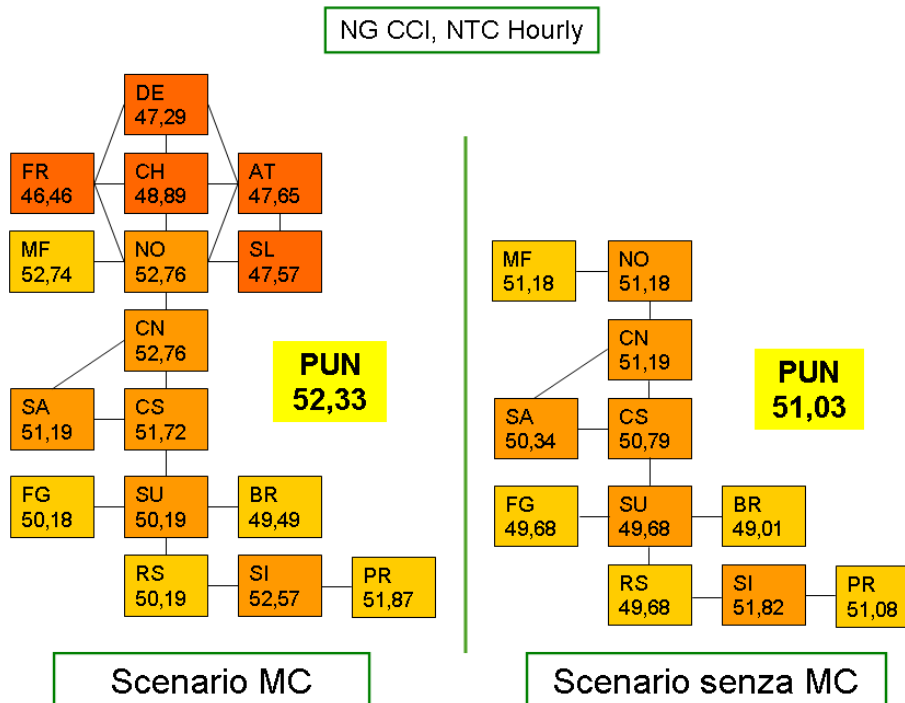 NG CCI, NTC Hourly
DE
47,29
FR
46,46
CH
48,89
AT
47,65
MF
52,74
NO
52,76
SL
47,57
CN
52,76
PUN
52,33
SA
51,19
CS
51,72
FG
50,18
SU
50,19
BR
49,49
RS
50,19
SI
52,57
PR
51,87
Scenario MC
MF
51,18
NO
51,18
CN
51,19
PUN
51,03
SA
50,34
CS
50,79
FG
49,68
SU
49,68
BR
49,01
RS
49,68
SI
51,82
PR
51,08
Scenario senza MC